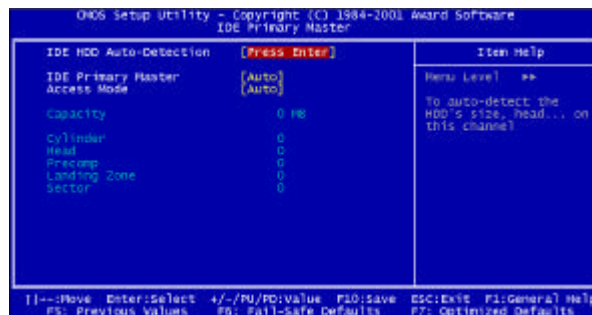 CMOS Setup Utility - Copyright (C) 1984-2001 Award Software
IDE Primary Master
IDE HDD Auto-Detection [Press Enter]
Item Help
IDE Primary Master [Auto]
Access Mode [Auto]
Menu Level ►►
To auto-detect the
HDD's size, head... on
this channel
Capacity 0 MB
Cylinder 0
Head 0
Precomp 0
Landing Zone 0
Sector 0
:Move Enter:Select +/-/PU/PD:Value F10:Save ESC:Exit F1:General Help
F5: Previous Values F6: Fail-Safe Defaults F7: Optimized Defaults